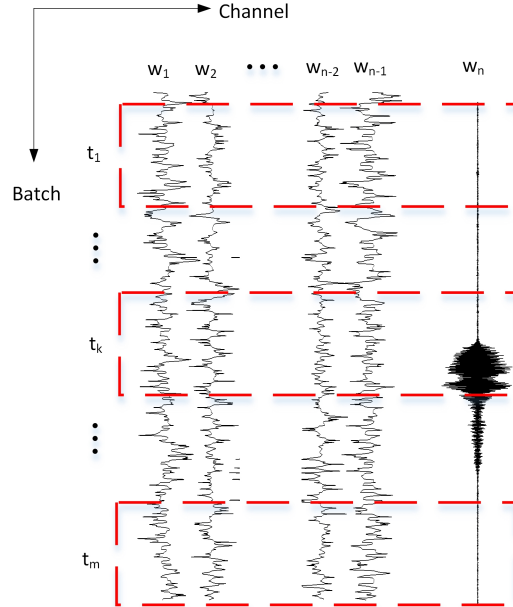 Channel
w₁ w₂ ••• wₙ₋₂ wₙ₋₁ wₙ
t₁
Batch
⋮
tₖ
⋮
tₘ